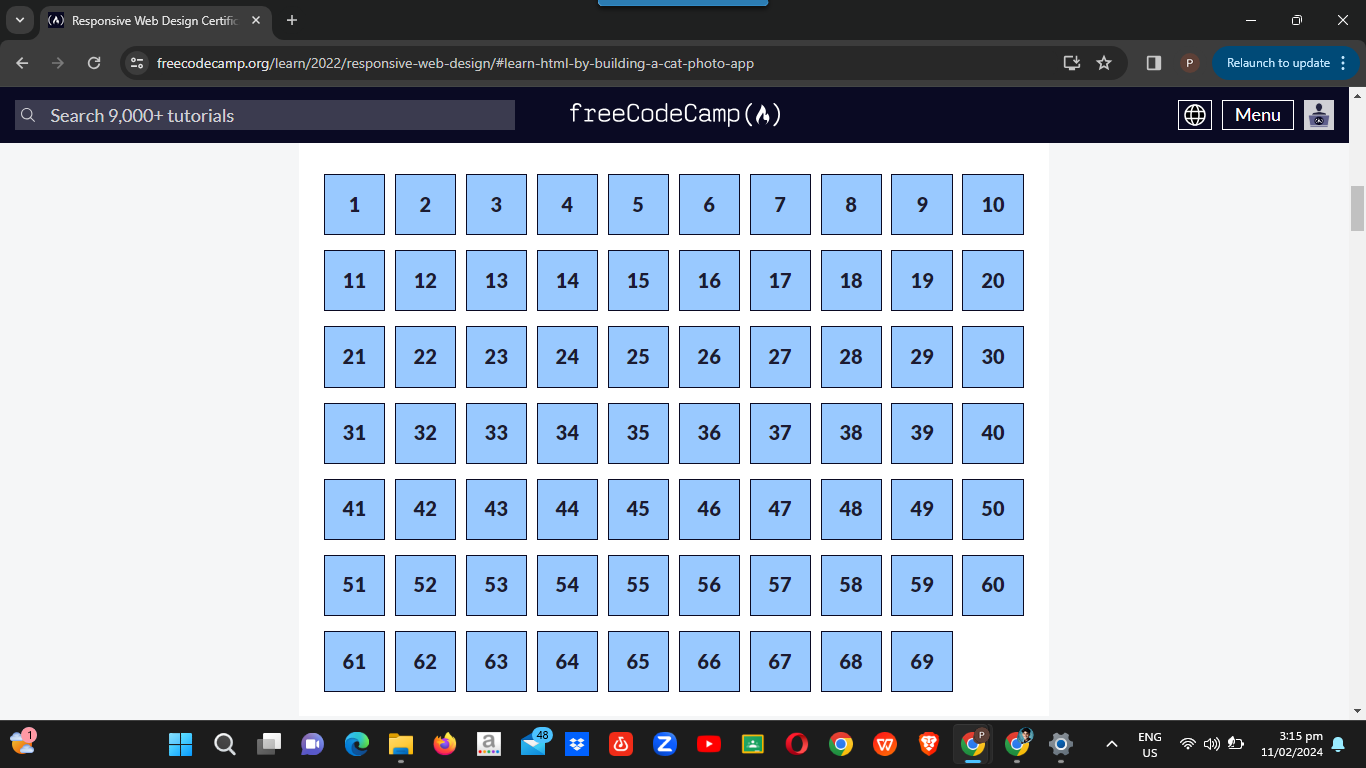 Responsive Web Design Certific
freecodecamp.org/learn/2022/responsive-web-design/#learn-html-by-building-a-cat-photo-app
P
Relaunch to update
Search 9,000+ tutorials
freeCodeCamp
Menu
1 2 3 4 5 6 7 8 9 10
11 12 13 14 15 16 17 18 19 20
21 22 23 24 25 26 27 28 29 30
31 32 33 34 35 36 37 38 39 40
41 42 43 44 45 46 47 48 49 50
51 52 53 54 55 56 57 58 59 60
61 62 63 64 65 66 67 68 69
1
a
48
Z
W
P
ENG
US
3:15 pm
11/02/2024